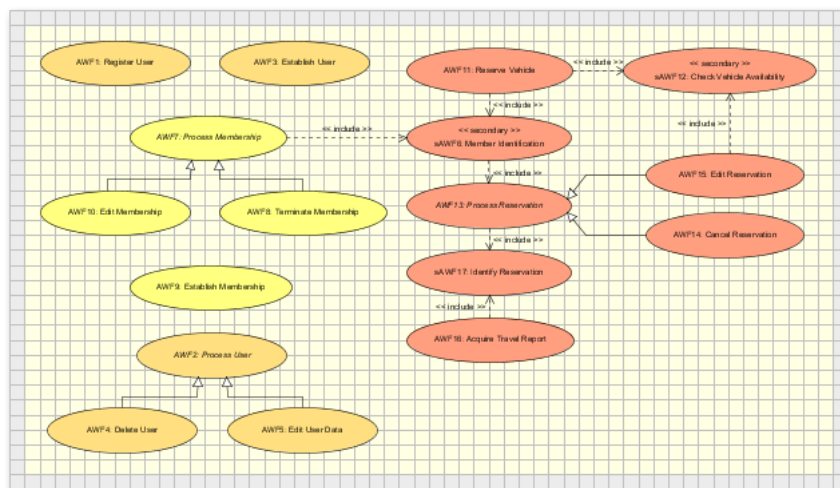 AWF1: Register User
AWF3: Establish User
AWF11: Reserve Vehicle
<< include >>
<< secondary >>
sAWF12: Check Vehicle Availability
<< include >>
<< include >>
AWF7: Process Membership
<< include >>
<< secondary >>
sAWF6: Member Identification
<< include >>
AWF15: Edit Reservation
AWF10: Edit Membership
AWF8: Terminate Membership
AWF13: Process Reservation
AWF14: Cancel Reservation
<< include >>
sAWF17: Identify Reservation
AWF9: Establish Membership
<< include >>
AWF16: Acquire Travel Report
AWF2: Process User
AWF4: Delete User
AWF5: Edit User Data